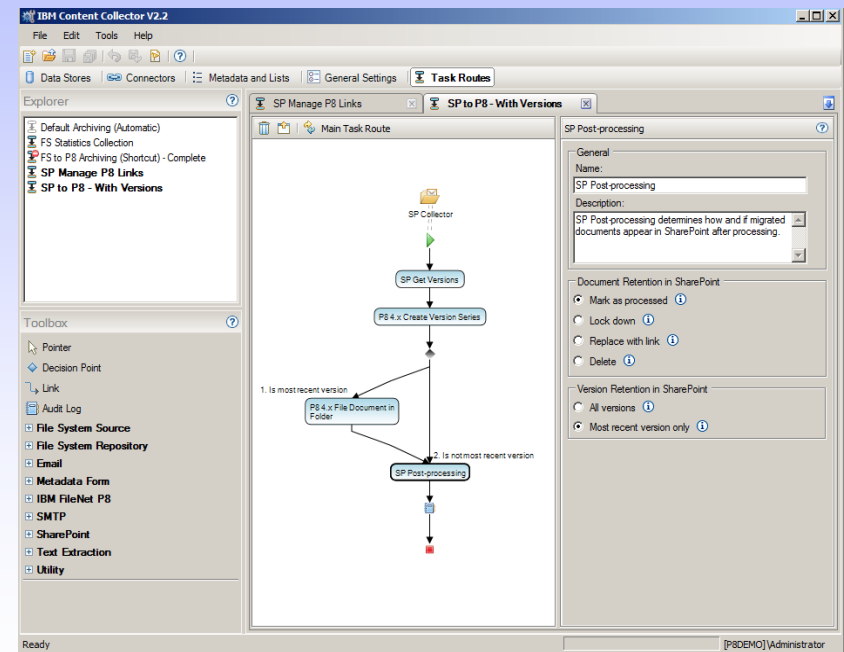 IBM Content Collector V2.2
File Edit Tools Help
Data Stores Connectors Metadata and Lists General Settings Task Routes
Explorer
Default Archiving (Automatic)
FS Statistics Collection
FS to P8 Archiving (Shortcut) - Complete
SP Manage P8 Links
SP to P8 - With Versions
Toolbox
Pointer
Decision Point
Link
Audit Log
File System Source
File System Repository
Email
Metadata Form
IBM FileNet P8
SMTP
SharePoint
Text Extraction
Utility
SP Manage P8 Links SP to P8 - With Versions
Main Task Route
SP Collector
SP Get Versions
P8 4.x Create Version Series
1. Is most recent version
P8 4.x File Document in
Folder
2. Is not most recent version
SP Post-processing
SP Post-processing
General
Name:
SP Post-processing
Description:
SP Post-processing determines how and if migrated
documents appear in SharePoint after processing.
Document Retention in SharePoint
Mark as processed
Lock down
Replace with link
Delete
Version Retention in SharePoint
All versions
Most recent version only
Ready [P8DEMO]\Administrator